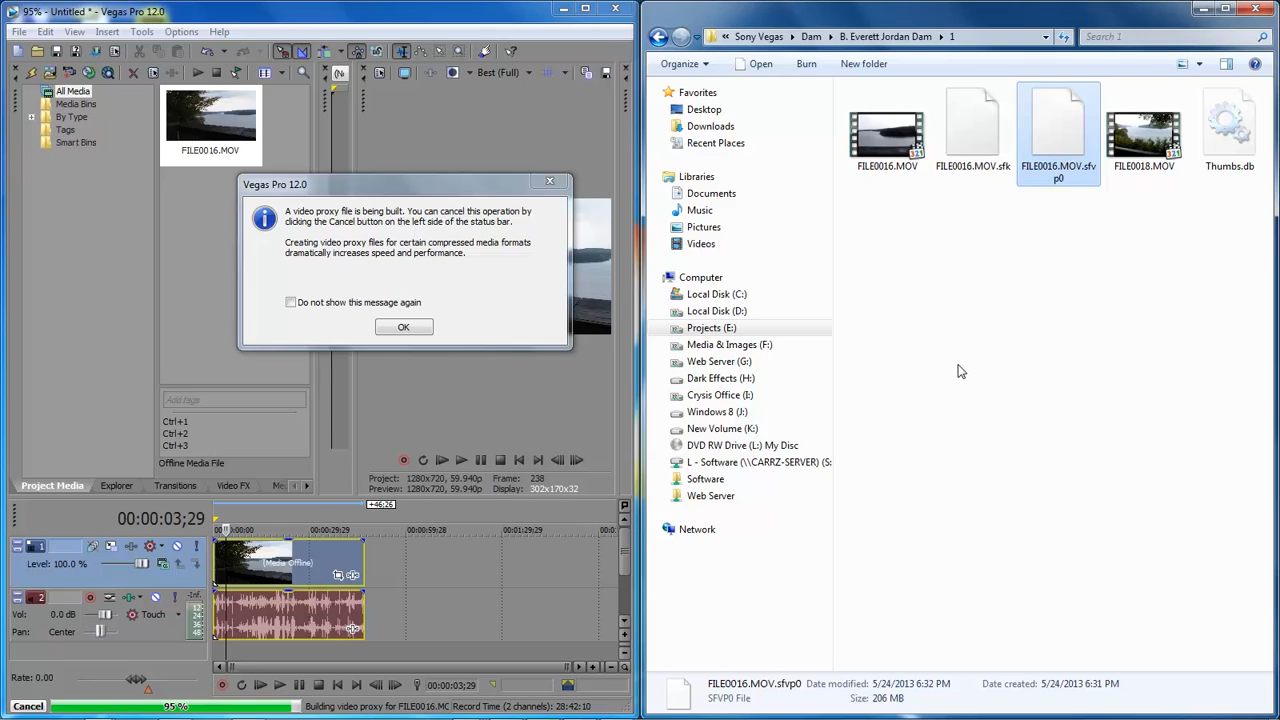 95% - Untitled * - Vegas Pro 12.0
File Edit View Insert Tools Options Help
Best (Full)
All Media
Media Bins
By Type
Tags
Smart Bins
FILE0016.MOV
Vegas Pro 12.0
A video proxy file is being built. You can cancel this operation by
clicking the Cancel button on the left side of the status bar.
Creating video proxy files for certain compressed media formats
dramatically increases speed and performance.
Do not show this message again
OK
Add tags
Ctrl+1
Ctrl+2
Ctrl+3
Offline Media File
Project: 1280x720, 59.940p Frame: 238
Preview: 1280x720, 59.940p Display: 302x170x32
Project Media Explorer Transitions Video FX Me
+46;26
00:00:03;29
00:00:29;29 00:00:59;28 00:01:29;29
1
Level: 100.0 %
(Media Offline)
2
-Inf.
Vol: 0.0 dB Touch
Pan: Center
12
24
36
48
Rate: 0.00
00:00:03;29
Cancel 95 % Building video proxy for FILE0016.MC Record Time (2 channels): 28:42:10
Sony Vegas Dam B. Everett Jordan Dam 1
Search 1
Organize Open Burn New folder
Favorites
Desktop
Downloads
Recent Places
Libraries
Documents
Music
Pictures
Videos
Computer
Local Disk (C:)
Local Disk (D:)
Projects (E:)
Media & Images (F:)
Web Server (G:)
Dark Effects (H:)
Crysis Office (I:)
Windows 8 (J:)
New Volume (K:)
DVD RW Drive (L:) My Disc
L - Software (\\CARRZ-SERVER) (S:
Software
Web Server
Network
FILE0016.MOV
FILE0016.MOV.sfk
FILE0016.MOV.sfv
p0
FILE0018.MOV
Thumbs.db
FILE0016.MOV.sfvp0 Date modified: 5/24/2013 6:32 PM Date created: 5/24/2013 6:31 PM
SFVP0 File Size: 206 MB